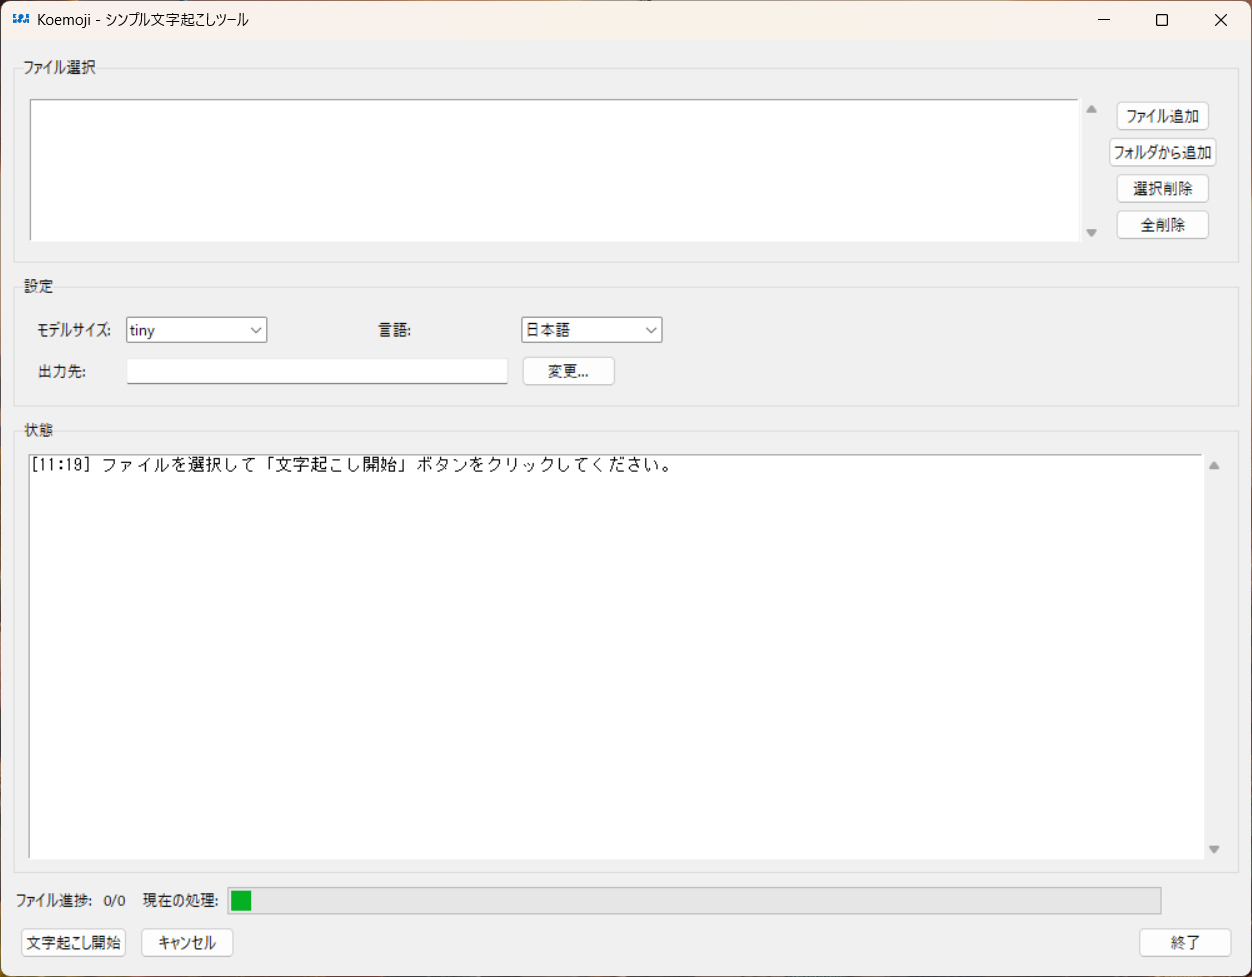 Koemoji - シンプル文字起こしツール
ファイル選択
ファイル追加
フォルダから追加
選択削除
全削除
設定
モデルサイズ: tiny 言語: 日本語
出力先: 変更...
状態
[11:19] ファイルを選択して「文字起こし開始」ボタンをクリックしてください。
ファイル進捗: 0/0 現在の処理:
文字起こし開始 キャンセル 終了